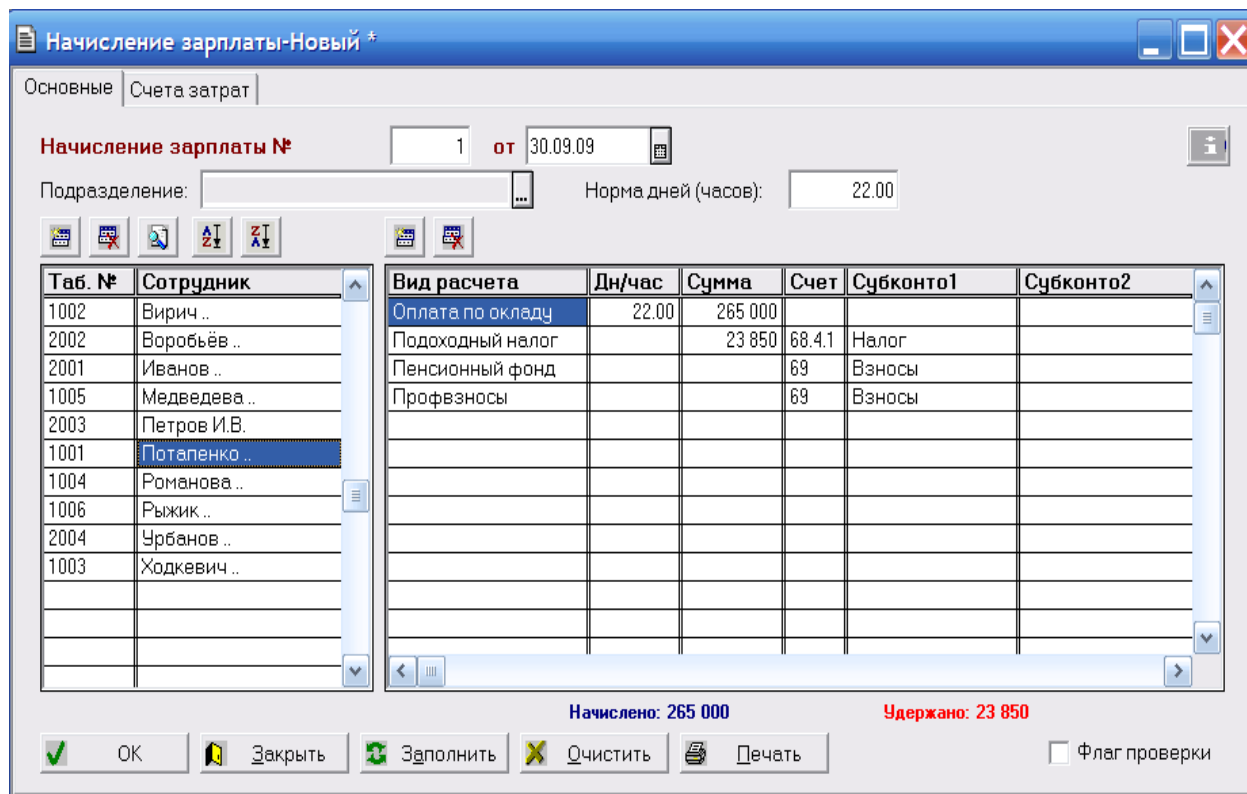 Начисление зарплаты-Новый *
Основные Счета затрат
Начисление зарплаты № 1 от 30.09.09
Подразделение: ... Норма дней (часов): 22.00
Таб. № Сотрудник Вид расчета Дн/час Сумма Счет Субконто1 Субконто2
1002 Вирич .. Оплата по окладу 22.00 265 000
2002 Воробьёв .. Подоходный налог 23 850 68.4.1 Налог
2001 Иванов .. Пенсионный фонд 69 Взносы
1005 Медведева .. Профвзносы 69 Взносы
2003 Петров И.В.
1001 Потапенко ..
1004 Романова ..
1006 Рыжик ..
2004 Урбанов ..
1003 Ходкевич ..
Начислено: 265 000 Удержано: 23 850
OK Закрыть Заполнить Очистить Печать Флаг проверки